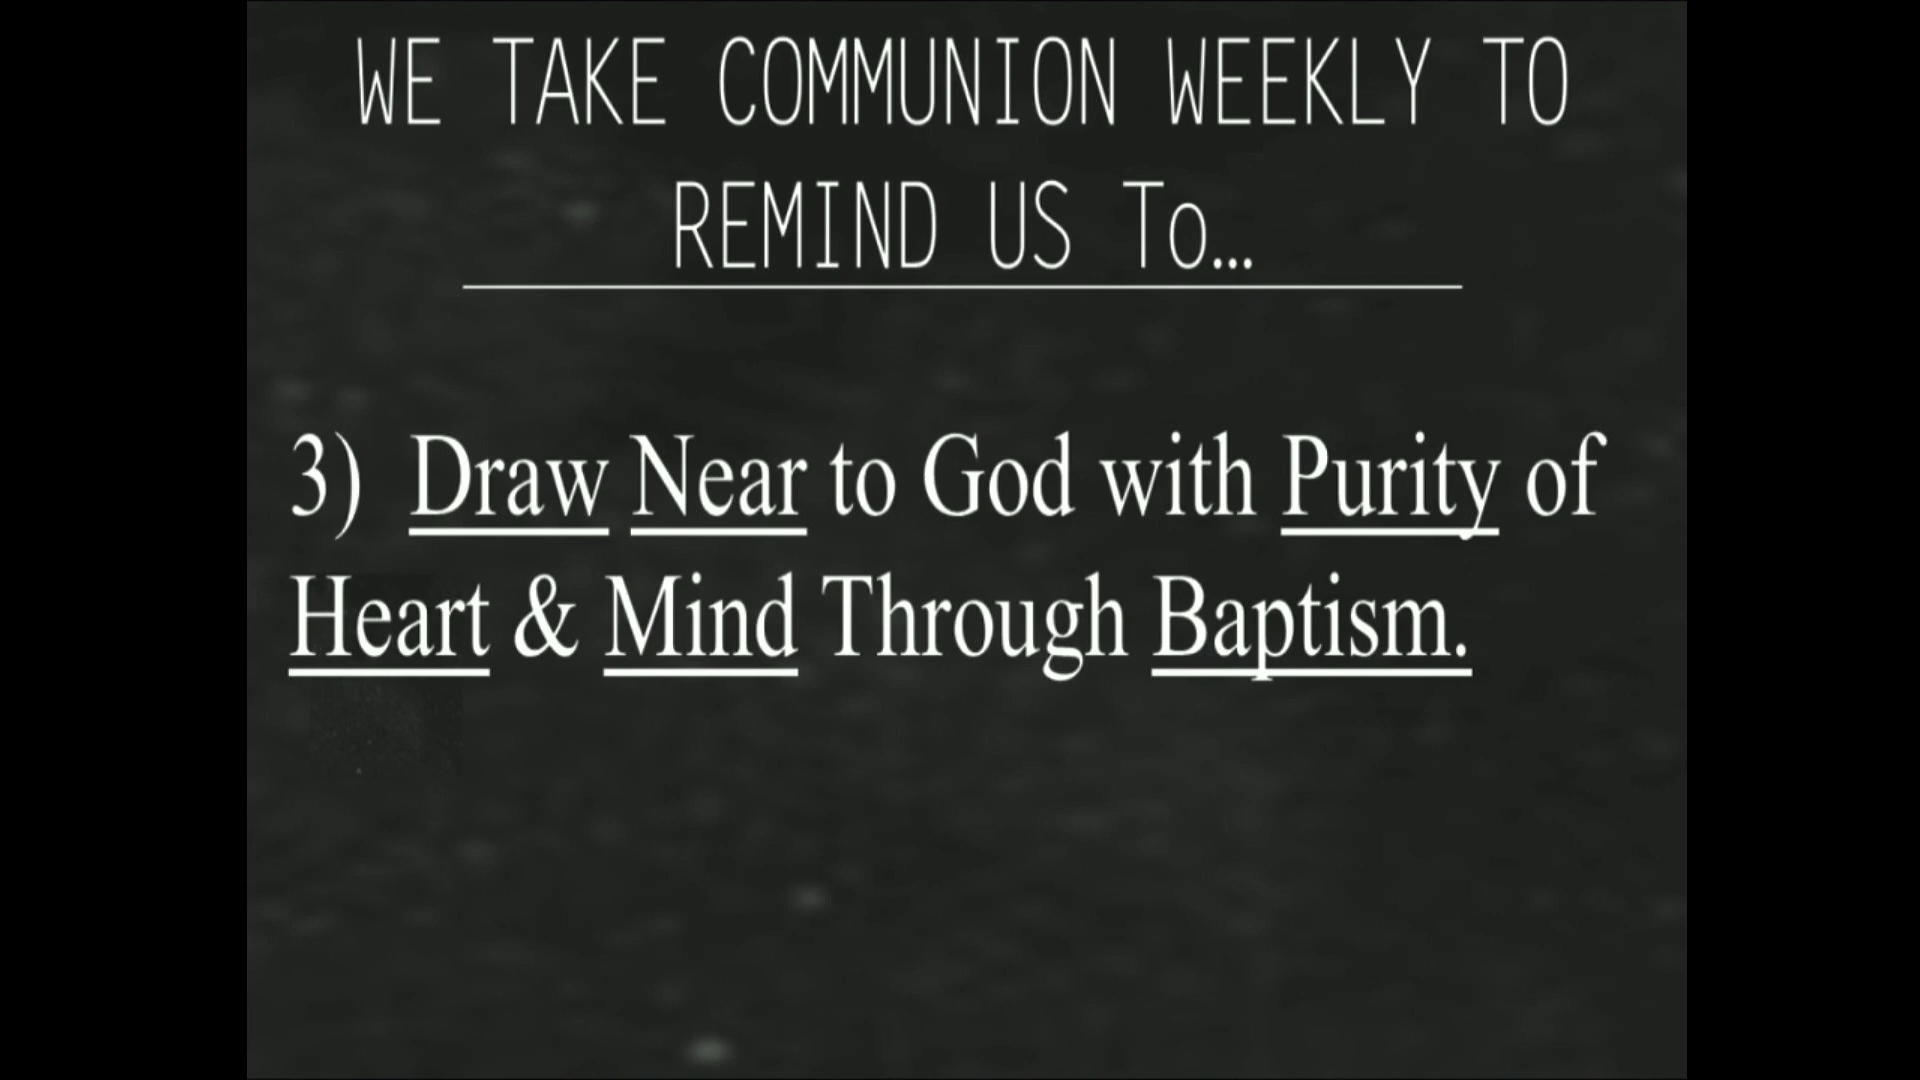 WE TAKE COMMUNION WEEKLY TO
REMIND US To...
3) Draw Near to God with Purity of
Heart & Mind Through Baptism.